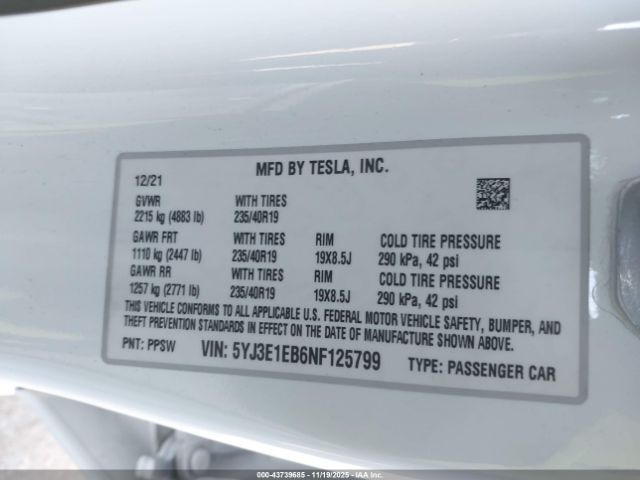 MFD BY TESLA, INC.
12/21
GVWR WITH TIRES
2215 kg (4883 lb) 235/40R19
GAWR FRT WITH TIRES RIM COLD TIRE PRESSURE
1110 kg (2447 lb) 235/40R19 19X8.5J 290 kPa, 42 psi
GAWR RR WITH TIRES RIM COLD TIRE PRESSURE
1257 kg (2771 lb) 235/40R19 19X8.5J 290 kPa, 42 psi
THIS VEHICLE CONFORMS TO ALL APPLICABLE U.S. FEDERAL MOTOR VEHICLE SAFETY, BUMPER, AND
THEFT PREVENTION STANDARDS IN EFFECT ON THE DATE OF MANUFACTURE SHOWN ABOVE.
PNT: PPSW VIN: 5YJ3E1EB6NF125799 TYPE: PASSENGER CAR
©-43739685 - 11/19/2025 - IAA Holdings, LLC